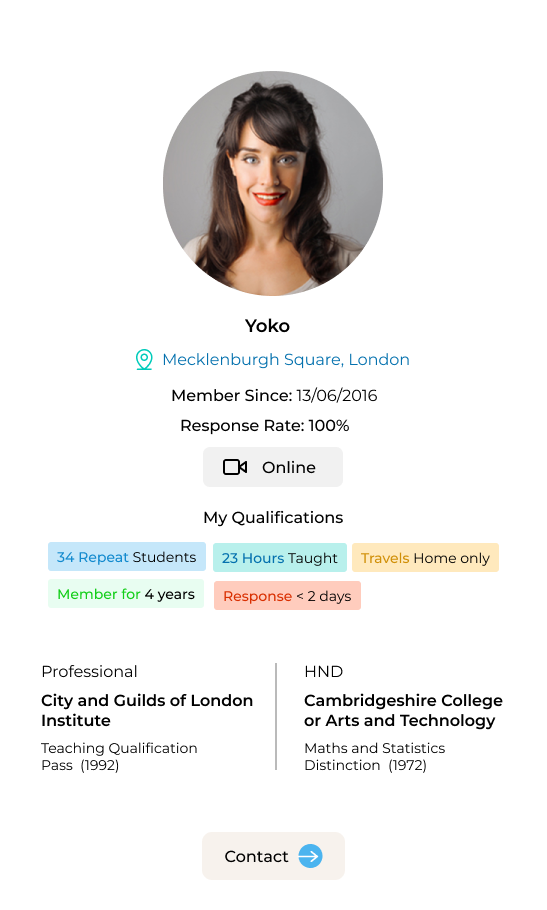 Yoko
Mecklenburgh Square, London
Member Since: 13/06/2016
Response Rate: 100%
Online
My Qualifications
34 Repeat Students
23 Hours Taught
Travels Home only
Member for 4 years
Response < 2 days
Professional
City and Guilds of London
Institute
Teaching Qualification
Pass (1992)
HND
Cambridgeshire College
or Arts and Technology
Maths and Statistics
Distinction (1972)
Contact